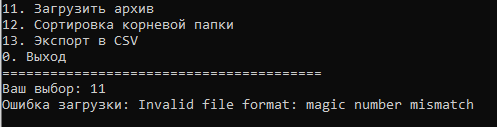 11. Загрузить архив
12. Сортировка корневой папки
13. Экспорт в CSV
0. Выход
========================================
Ваш выбор: 11
Ошибка загрузки: Invalid file format: magic number mismatch